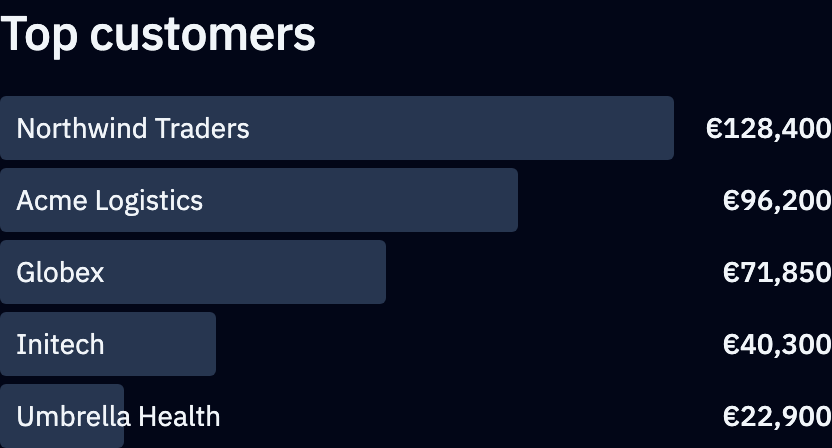 Top customers
Northwind Traders €128,400
Acme Logistics €96,200
Globex €71,850
Initech €40,300
Umbrella Health €22,900